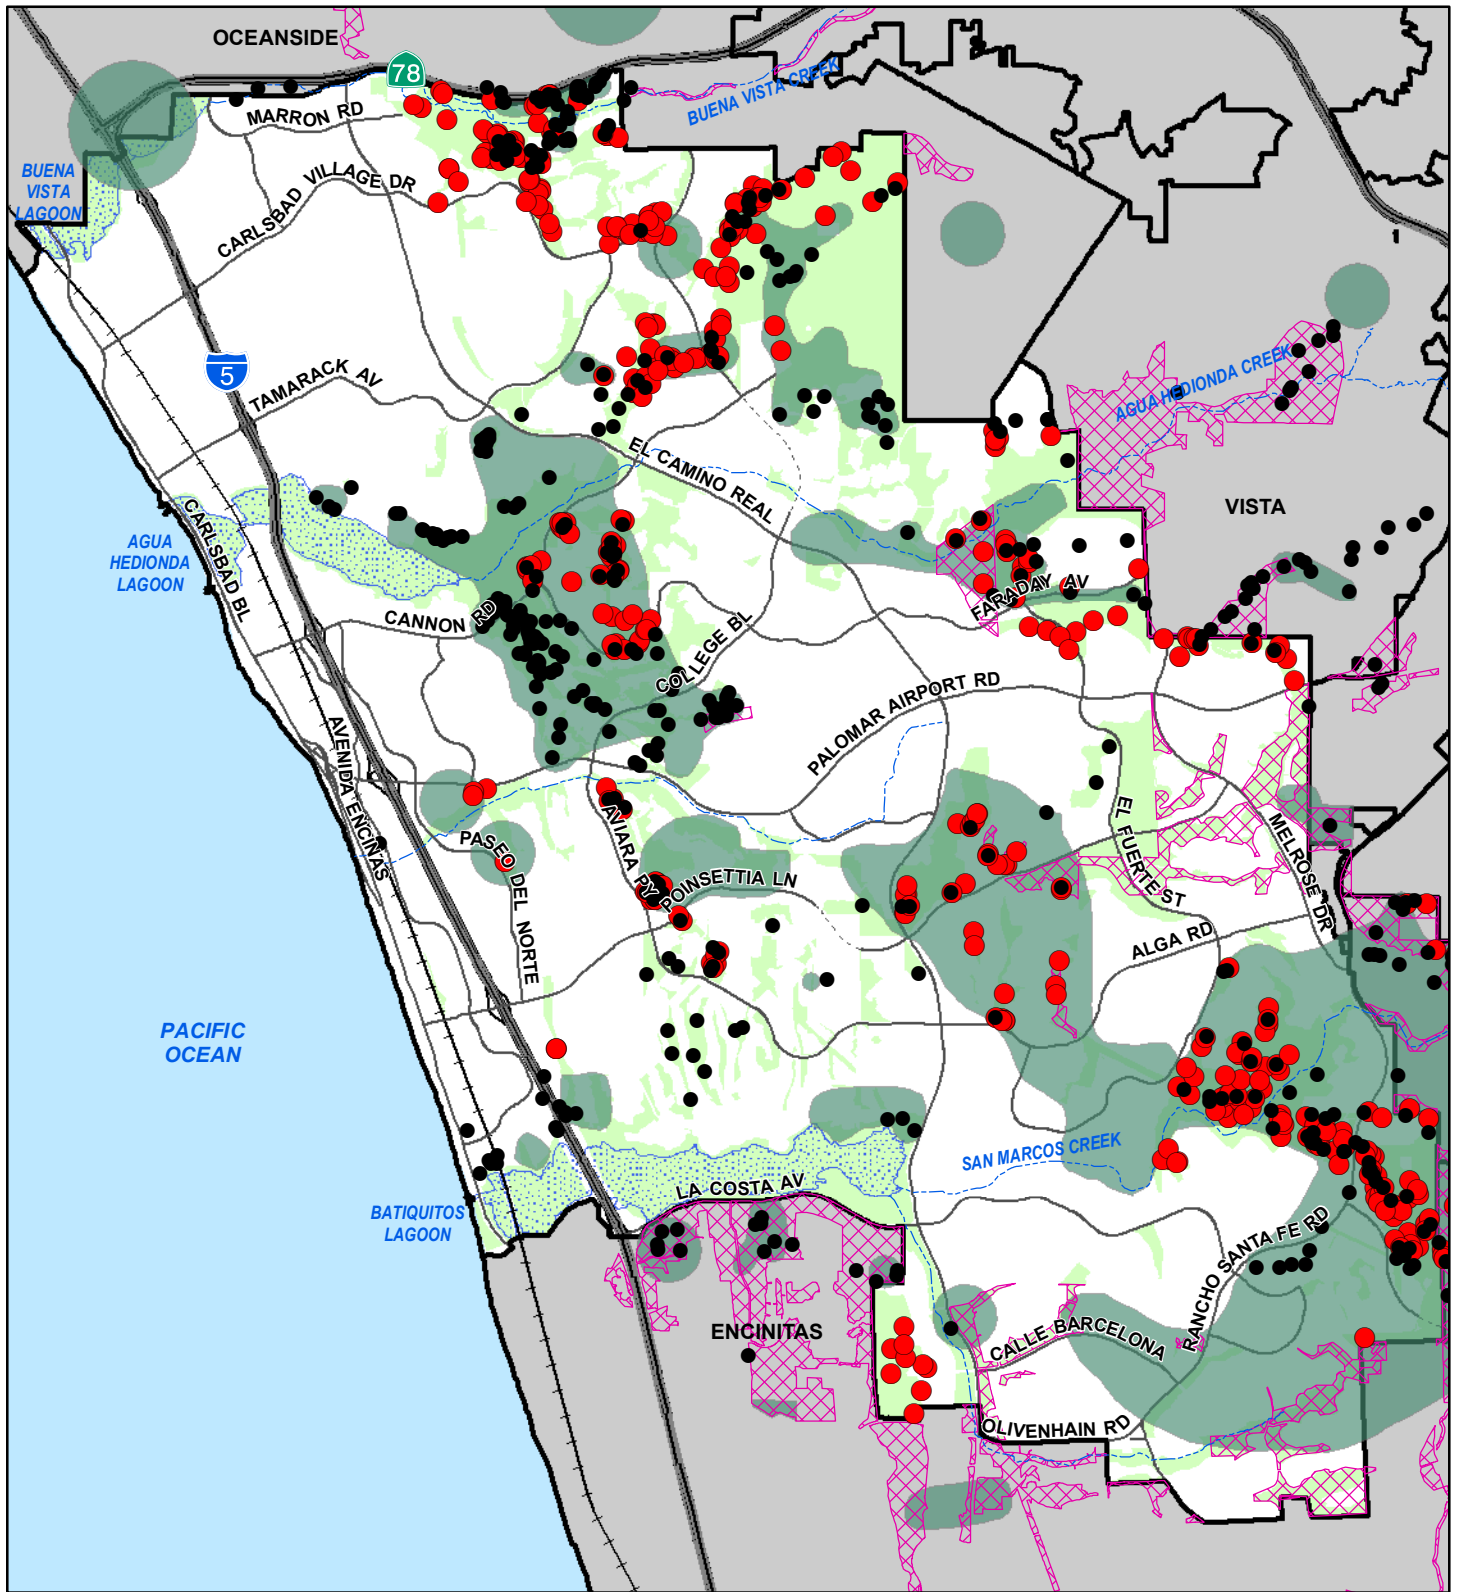 OCEANSIDE
78
BUENA VISTA CREEK
MARRON RD
BUENA
VISTA
LAGOON
CARLSBAD VILLAGE DR
5
TAMARACK AV
AGUA HEDIONDA CREEK
EL CAMINO REAL
VISTA
CARLSBAD BL
AGUA
HEDIONDA
LAGOON
CANNON RD
FARADAY AV
COLLEGE BL
PALOMAR AIRPORT RD
AVENIDA ENCINAS
AVIARA PY
EL FUERTE ST
MELROSE DR
PASEO DEL NORTE
POINSETTIA LN
ALGA RD
PACIFIC
OCEAN
SAN MARCOS CREEK
LA COSTA AV
BATIQUITOS
LAGOON
RANCHO SANTA FE RD
ENCINITAS
CALLE BARCELONA
OLIVENHAIN RD